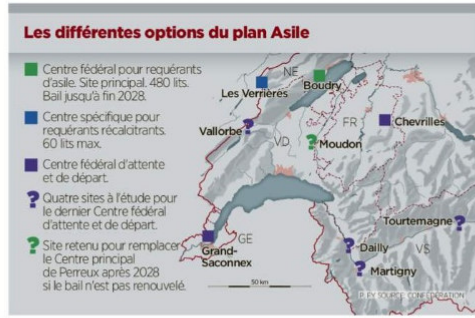 Les différentes options du plan Asile
Centre fédéral pour requérants
d'asile. Site principal. 480 lits.
Bail jusqu'à fin 2028.
Centre spécifique pour
requérants récalcitrants.
60 lits max.
Centre fédéral d'attente
et de départ.
? Quatre sites à l'étude pour
le dernier Centre fédéral
d'attente et de départ.
? Site retenu pour remplacer
le Centre principal
de Perreux après 2028
si le bail n'est pas renouvelé.
NE
Les Verrières
Boudry
Vallorbe ?
VD
? Moudon
FR
Chevrilles
GE
Grand-
Saconnex
Tourtemagne ?
? Dailly
VS
? Martigny
50 km
P. FY SOURCE: CONFÉDÉRATION